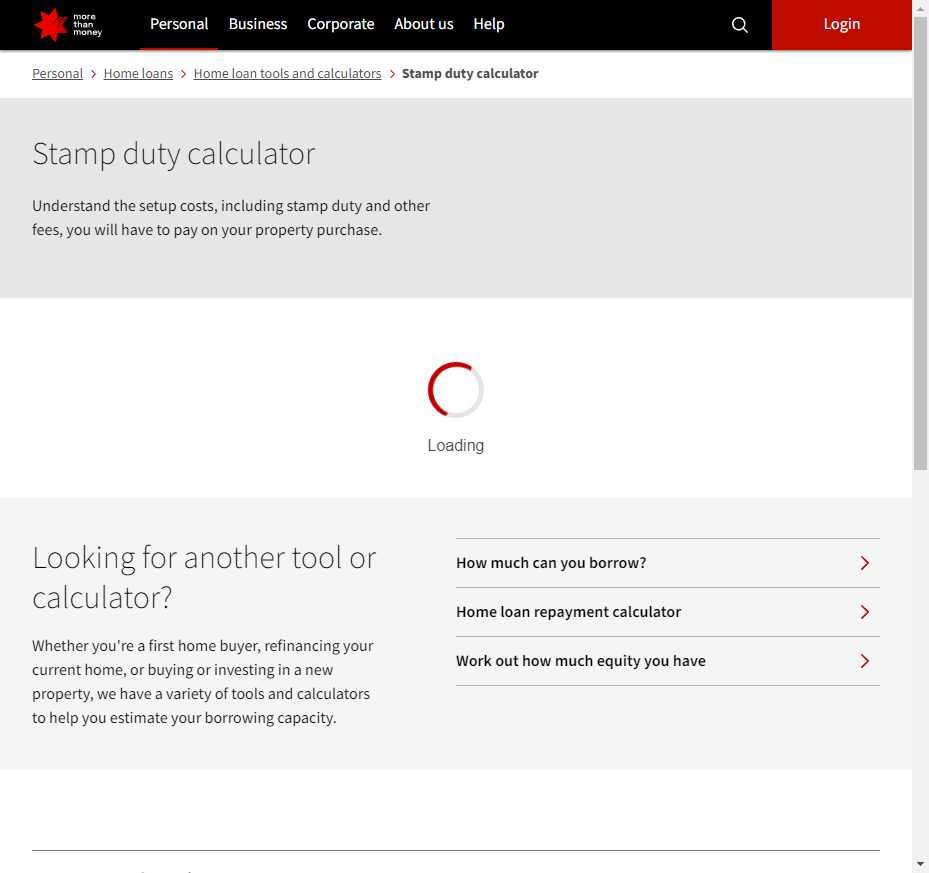 more
than
money
Personal Business Corporate About us Help
Login
Personal Home loans Home loan tools and calculators Stamp duty calculator
Stamp duty calculator
Understand the setup costs, including stamp duty and other
fees, you will have to pay on your property purchase.
Loading
Looking for another tool or
calculator?
Whether you're a first home buyer, refinancing your
current home, or buying or investing in a new
property, we have a variety of tools and calculators
to help you estimate your borrowing capacity.
How much can you borrow?
Home loan repayment calculator
Work out how much equity you have